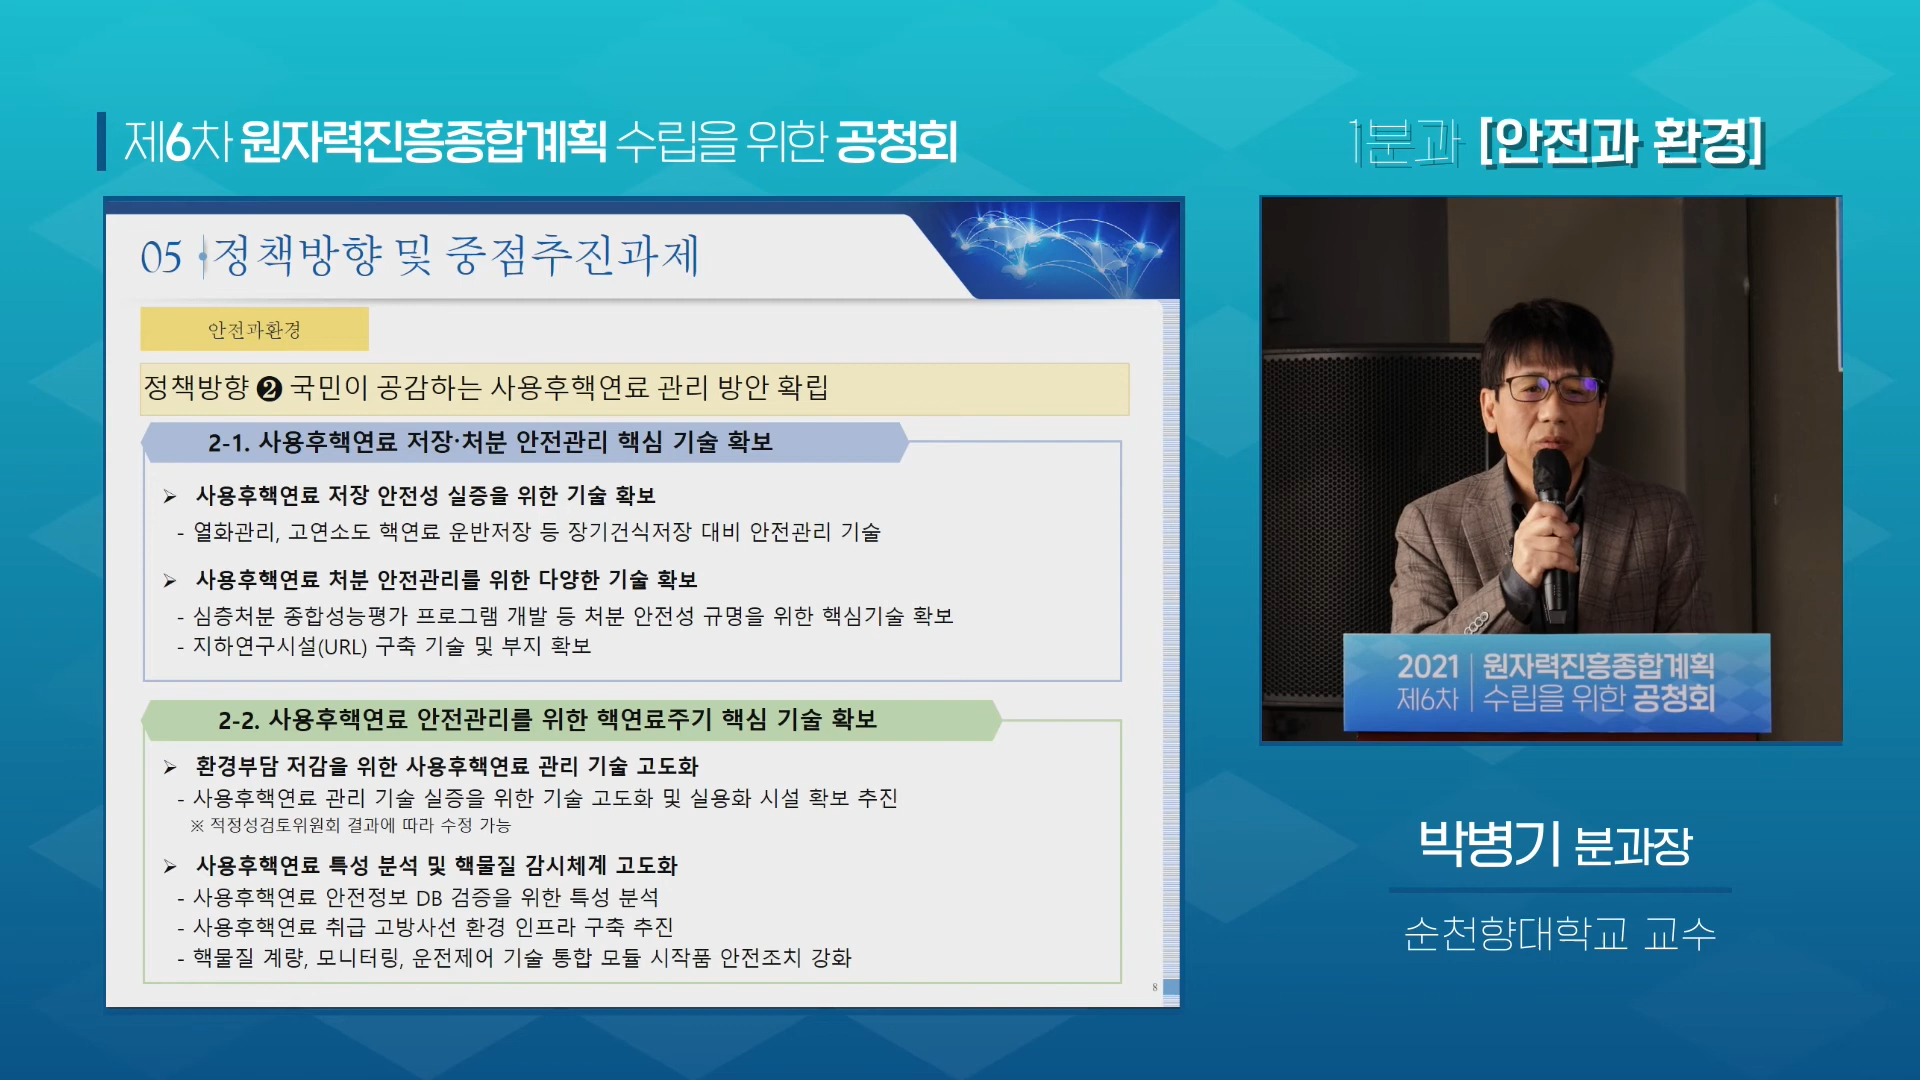 제6차 원자력진흥종합계획 수립을 위한 공청회
1분과 [안전과 환경]
05 정책방향 및 중점추진과제
안전과환경
정책방향 ❷ 국민이 공감하는 사용후핵연료 관리 방안 확립
2-1. 사용후핵연료 저장·처분 안전관리 핵심 기술 확보
➢ 사용후핵연료 저장 안전성 실증을 위한 기술 확보
- 열화관리, 고연소도 핵연료 운반저장 등 장기건식저장 대비 안전관리 기술
➢ 사용후핵연료 처분 안전관리를 위한 다양한 기술 확보
- 심층처분 종합성능평가 프로그램 개발 등 처분 안전성 규명을 위한 핵심기술 확보
- 지하연구시설(URL) 구축 기술 및 부지 확보
2-2. 사용후핵연료 안전관리를 위한 핵연료주기 핵심 기술 확보
➢ 환경부담 저감을 위한 사용후핵연료 관리 기술 고도화
- 사용후핵연료 관리 기술 실증을 위한 기술 고도화 및 실용화 시설 확보 추진
※ 적정성검토위원회 결과에 따라 수정 가능
➢ 사용후핵연료 특성 분석 및 핵물질 감시체계 고도화
- 사용후핵연료 안전정보 DB 검증을 위한 특성 분석
- 사용후핵연료 취급 고방사선 환경 인프라 구축 추진
- 핵물질 계량, 모니터링, 운전제어 기술 통합 모듈 시작품 안전조치 강화
8
2021 원자력진흥종합계획
제6차 수립을 위한 공청회
박병기 분과장
순천향대학교 교수